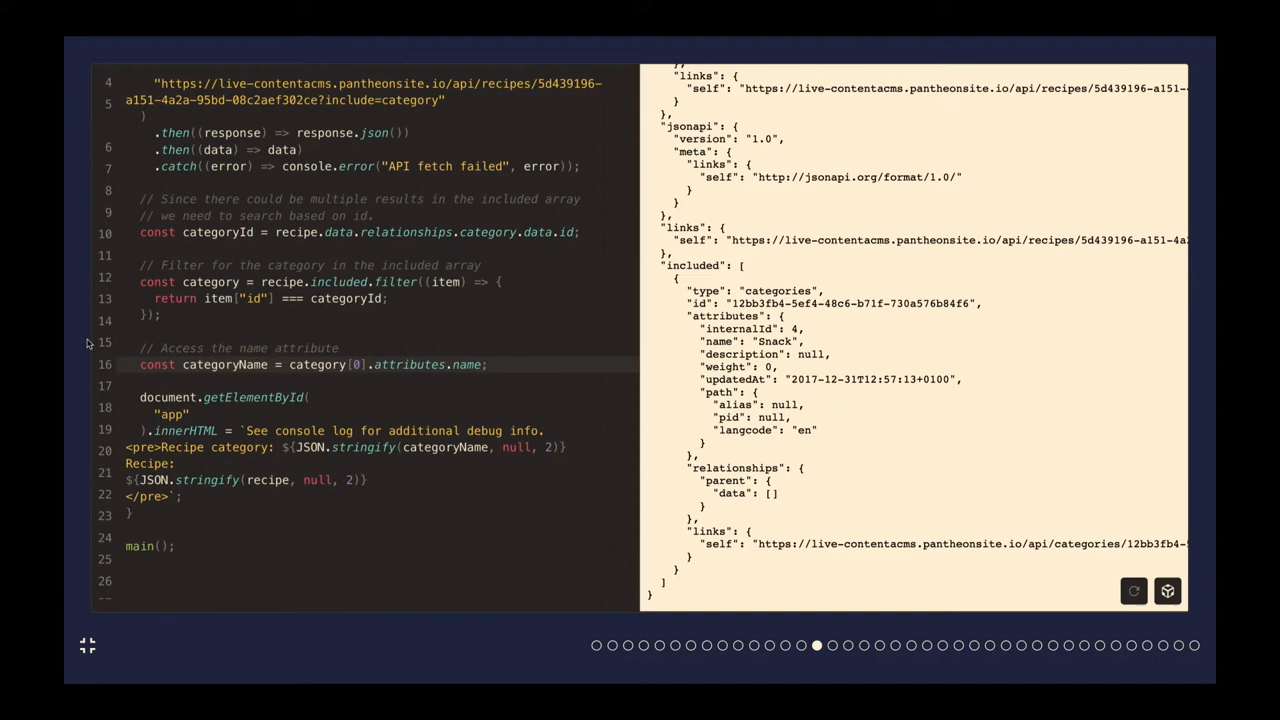 4
5
6
7
8
9
10
11
12
13
14
15
16
17
18
19
20
21
22
23
24
25
26
"https://live-contentacms.pantheonsite.io/api/recipes/5d439196-
a151-4a2a-95bd-08c2aef302ce?include=category"
)
.then((response) => response.json())
.then((data) => data)
.catch((error) => console.error("API fetch failed", error));
// Since there could be multiple results in the included array
// we need to search based on id.
const categoryId = recipe.data.relationships.category.data.id;
// Filter for the category in the included array
const category = recipe.included.filter((item) => {
return item["id"] === categoryId;
});
// Access the name attribute
const categoryName = category[0].attributes.name;
document.getElementById(
"app"
).innerHTML = `See console log for additional debug info.
<pre>Recipe category: ${JSON.stringify(categoryName, null, 2)}
Recipe:
${JSON.stringify(recipe, null, 2)}
</pre>`;
}
main();
},
"links": {
"self": "https://live-contentacms.pantheonsite.io/api/recipes/5d439196-a151-
}
},
"jsonapi": {
"version": "1.0",
"meta": {
"links": {
"self": "http://jsonapi.org/format/1.0/"
}
}
},
"links": {
"self": "https://live-contentacms.pantheonsite.io/api/recipes/5d439196-a151-4a
},
"included": [
{
"type": "categories",
"id": "12bb3fb4-5ef4-48c6-b71f-730a576b84f6",
"attributes": {
"internalId": 4,
"name": "Snack",
"description": null,
"weight": 0,
"updatedAt": "2017-12-31T12:57:13+0100",
"path": {
"alias": null,
"pid": null,
"langcode": "en"
}
},
"relationships": {
"parent": {
"data": []
}
},
"links": {
"self": "https://live-contentacms.pantheonsite.io/api/categories/12bb3fb4-
}
}
]
}